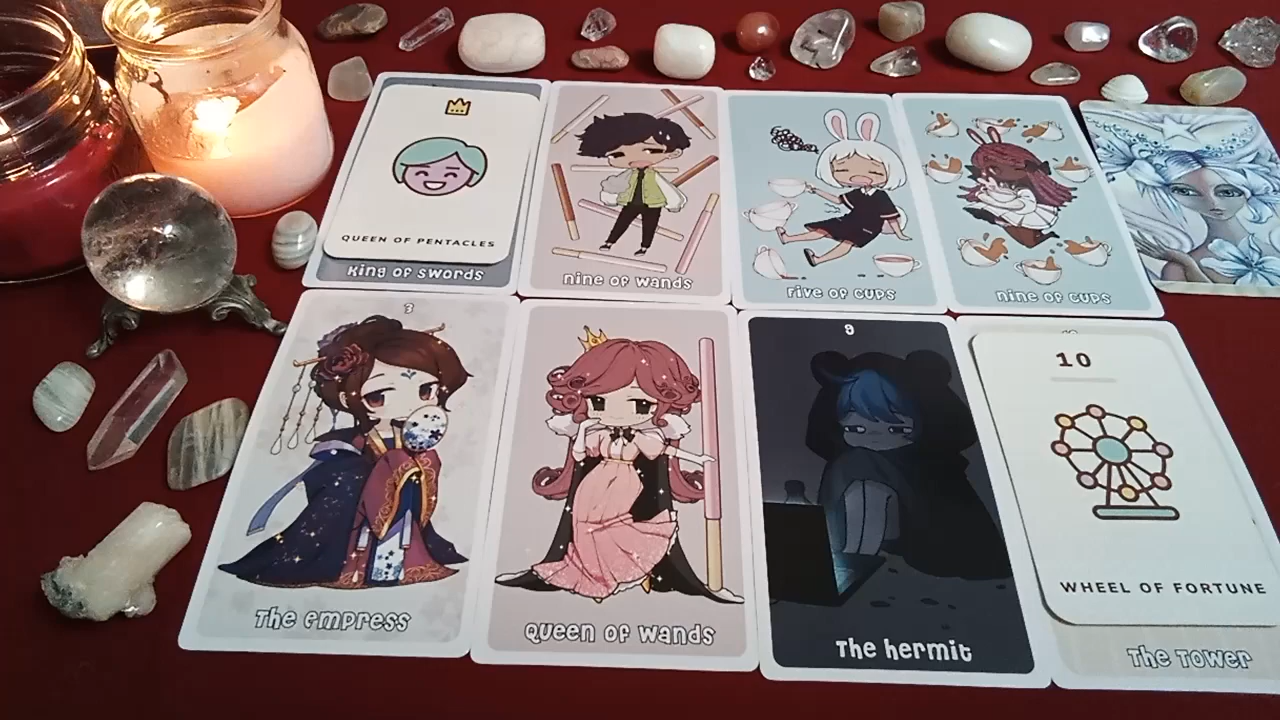 QUEEN OF PENTACLES
King of Swords
Nine of Wands
Five of Cups
Nine of Cups
3
The Empress
Queen of Wands
9
The Hermit
10
WHEEL OF FORTUNE
The Tower